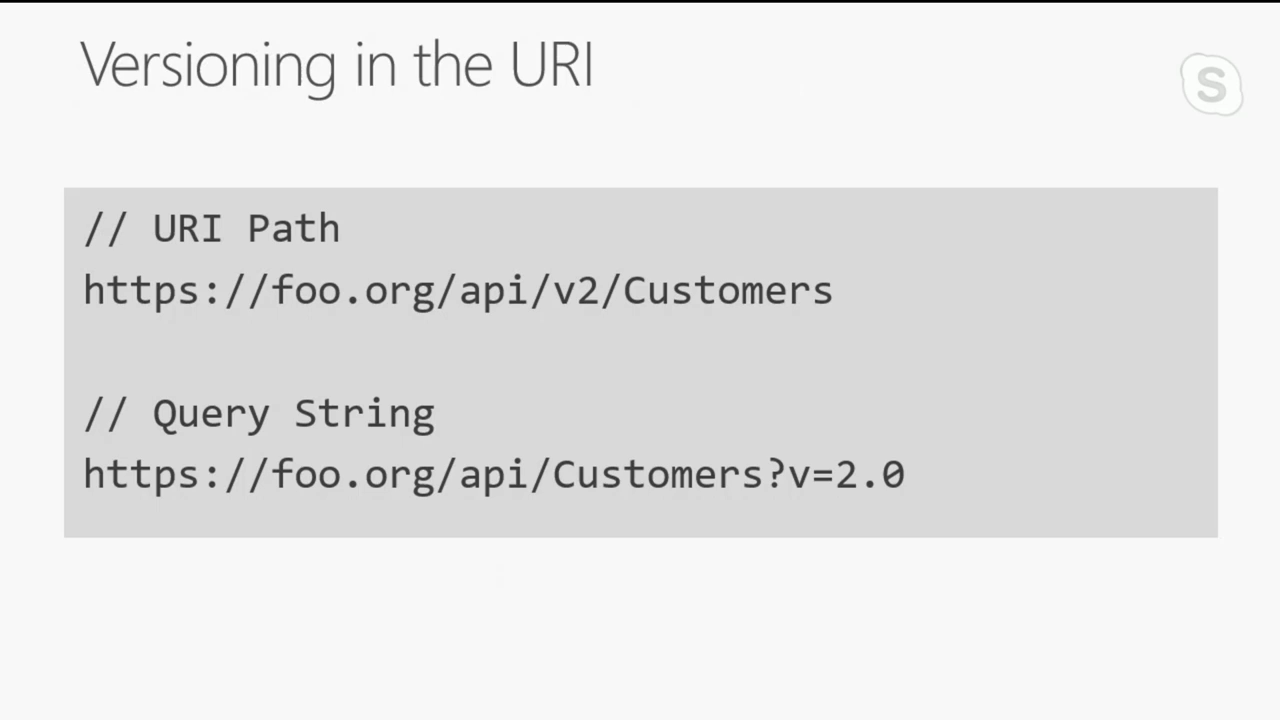 Versioning in the URI
S
// URI Path
https://foo.org/api/v2/Customers
// Query String
https://foo.org/api/Customers?v=2.0